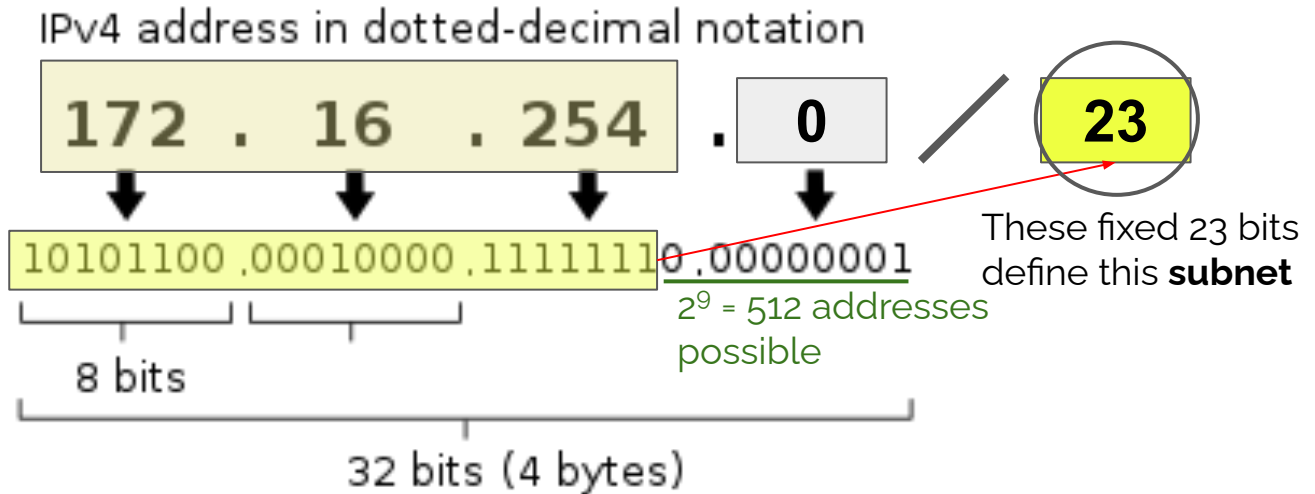 IPv4 address in dotted-decimal notation
172 . 16 . 254 . 0 / 23
10101100 .00010000 .11111110 .00000001
These fixed 23 bits
define this subnet
2⁹ = 512 addresses
possible
8 bits
32 bits (4 bytes)